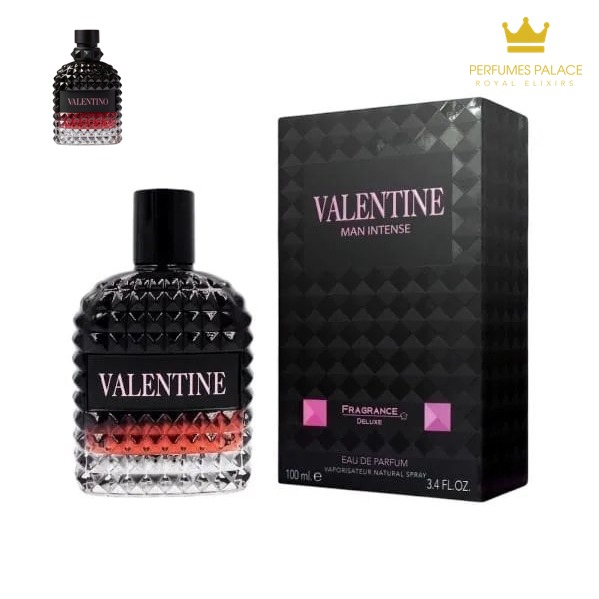 PERFUMES PALACE
ROYAL ELIXIRS
VALENTINO
VALENTINE
MAN INTENSE
VALENTINE
FRAGRANCE
DELUXE
EAU DE PARFUM
VAPORISATEUR NATURAL SPRAY
100 ml. e
3.4 FL.OZ.